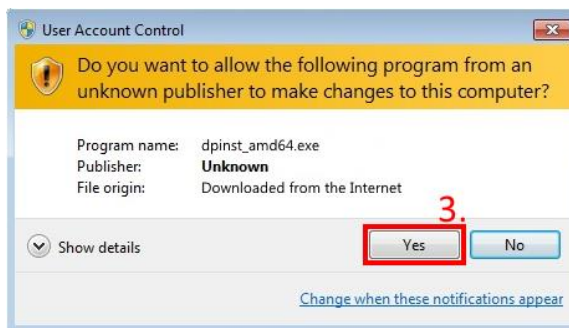 User Account Control
Do you want to allow the following program from an
unknown publisher to make changes to this computer?
Program name: dpinst_amd64.exe
Publisher: Unknown
File origin: Downloaded from the Internet
3.
Show details Yes No
Change when these notifications appear